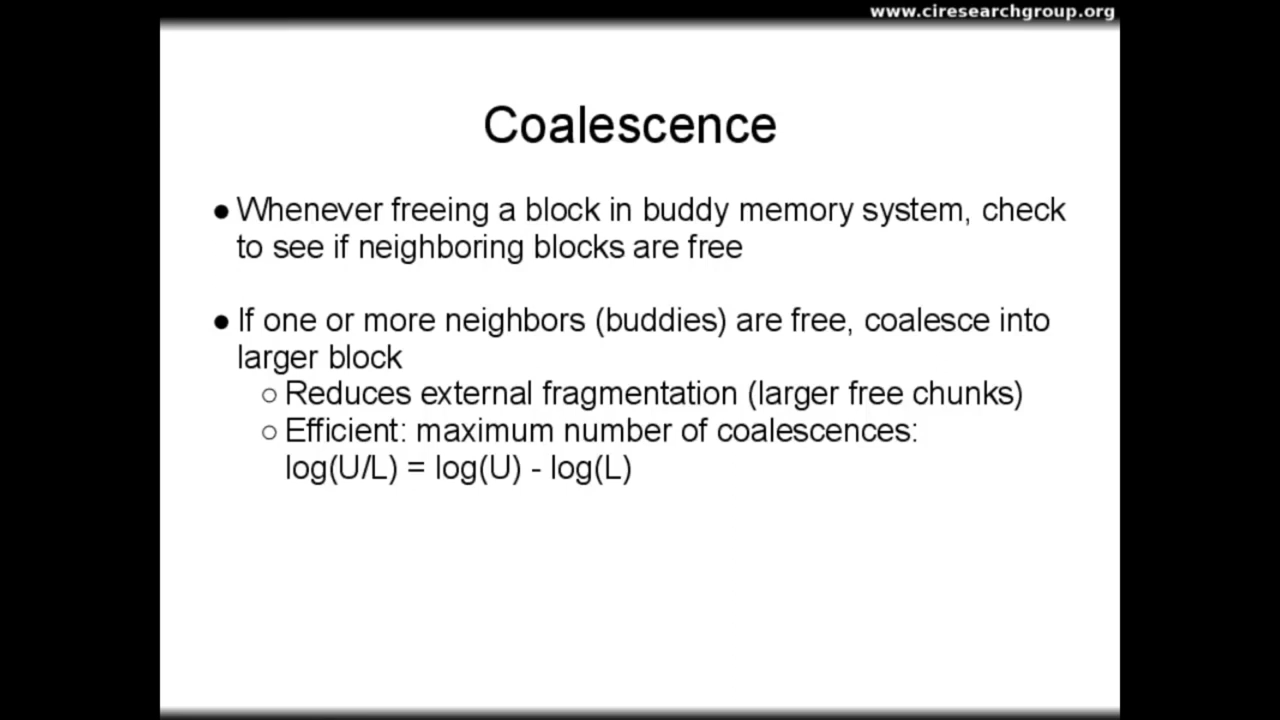 www.ciresearchgroup.org
Coalescence
● Whenever freeing a block in buddy memory system, check
to see if neighboring blocks are free
● If one or more neighbors (buddies) are free, coalesce into
larger block
○ Reduces external fragmentation (larger free chunks)
○ Efficient: maximum number of coalescences:
log(U/L) = log(U) - log(L)